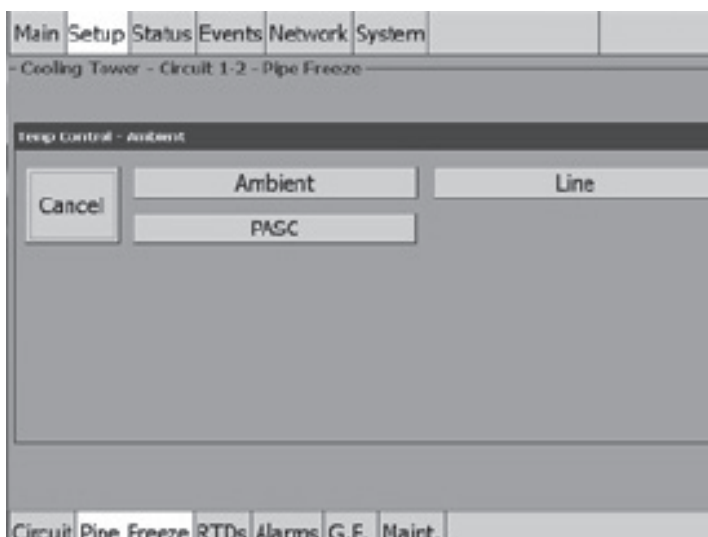 Main Setup Status Events Network System
- Cooling Tower - Circuit 1-2 - Pipe Freeze
Temp Control - Ambient
Cancel
Ambient
Line
PASC
Circuit Pipe Freeze RTDs Alarms G.F. Maint.